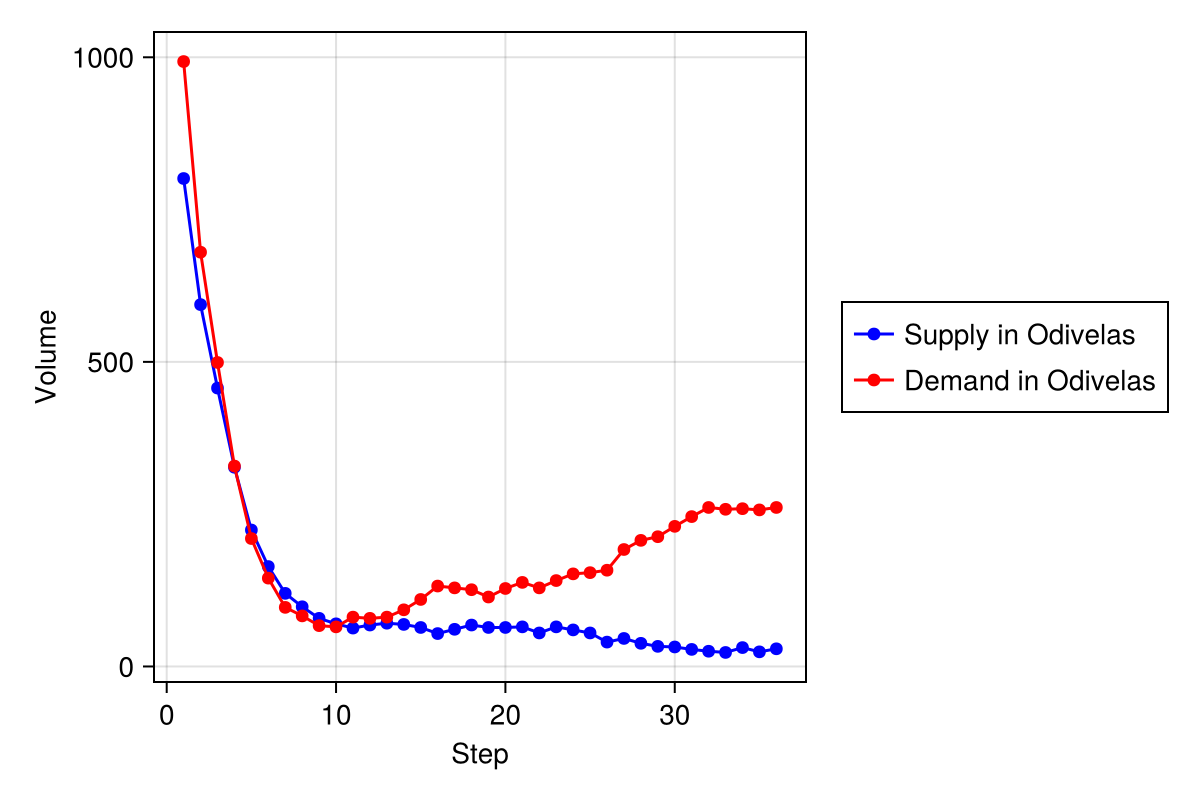 1000
500
0
Volume
0 10 20 30
Step
Supply in Odivelas
Demand in Odivelas